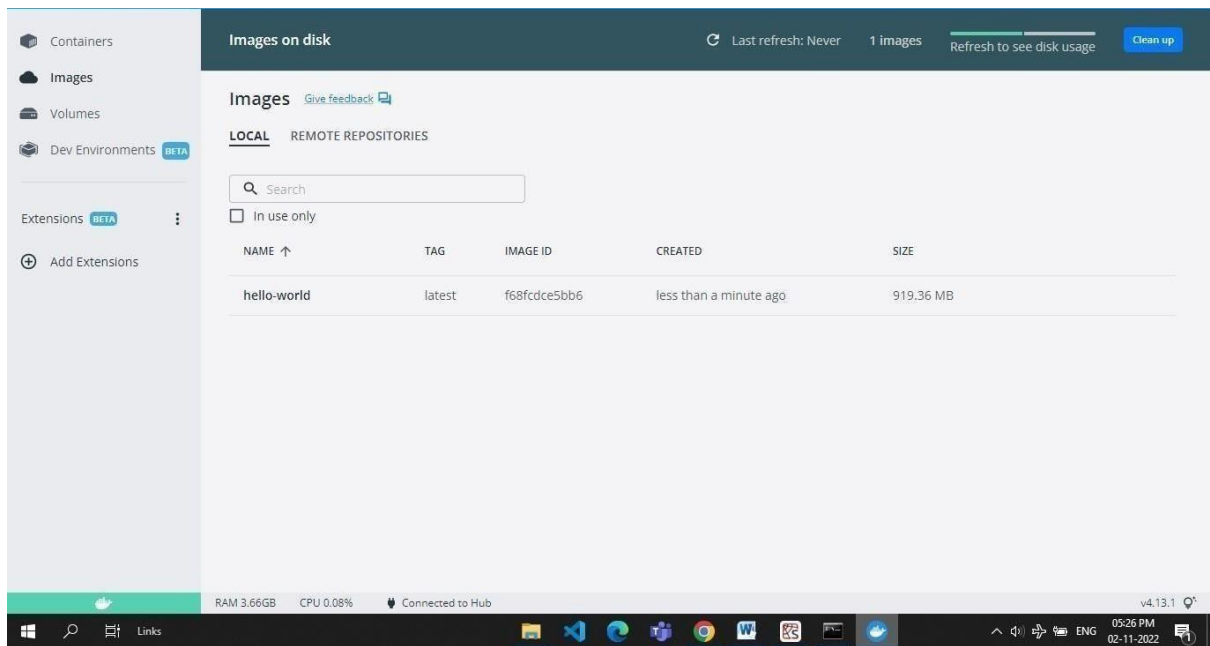 Containers
Images
Volumes
Dev Environments BETA
Extensions BETA
Add Extensions
Images on disk
Last refresh: Never
1 images
Refresh to see disk usage
Clean up
Images Give feedback
LOCAL REMOTE REPOSITORIES
Search
In use only
NAME TAG IMAGE ID CREATED SIZE
hello-world latest f68fcdce5bb6 less than a minute ago 919.36 MB
RAM 3.66GB CPU 0.08% Connected to Hub v4.13.1
Links
ENG
05:26 PM
02-11-2022
1